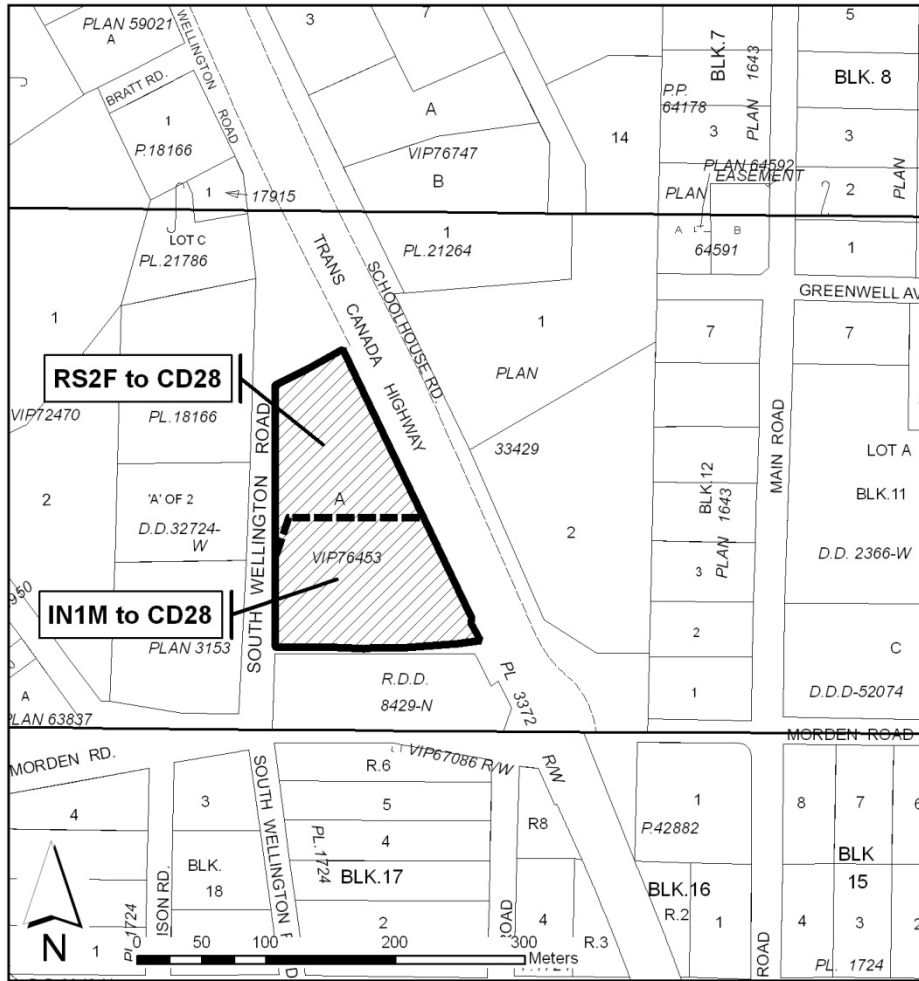 PLAN 59021
A
BRATT RD.
WELLINGTON
ROAD
1
P.18166
1
17915
3
7
A
VIP76747
B
14
P.P.
64178
BLK.7
PLAN 1643
3
PLAN 64592
EASEMENT
PLAN
5
BLK. 8
3
2
PLAN
LOT C
PL.21786
1
PL.21264
A
B
64591
1
GREENWELL AV
TRANS CANADA HIGHWAY
SCHOOLHOUSE RD.
1
PLAN
33429
2
7
7
1
RS2F to CD28
VIP72470
PL.18166
2
'A' OF 2
D.D.32724-
W
SOUTH WELLINGTON ROAD
A
VIP76453
IN1M to CD28
BLK.12
PLAN 1643
3
2
1
MAIN ROAD
LOT A
BLK.11
D.D. 2366-W
C
D.D.D-52074
950
PLAN 3153
A
PLAN 63837
R.D.D.
8429-N
PL 3372
MORDEN ROAD
MORDEN RD.
VIP67086 R/W
R/W
4
3
BLK.
18
SOUTH WELLINGTON
R.6
5
4
PL.1724
BLK.17
2
R8
4
R.3
1
P.42882
BLK.16
R.2
1
8
7
6
BLK
15
4
3
2
PL. 1724
N
1
PL. 1724
ISON RD.
ROAD
ROAD
0
50
100
200
300
Meters